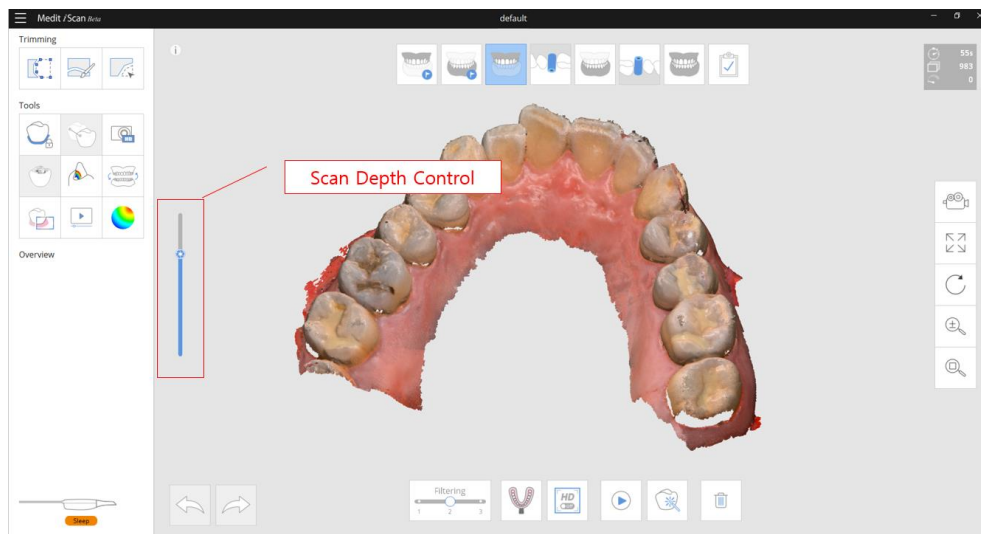 Medit /Scan Beta
default
Trimming
Tools
Overview
Scan Depth Control
55s
983
0
Filtering
1 2 3
HD
Sleep